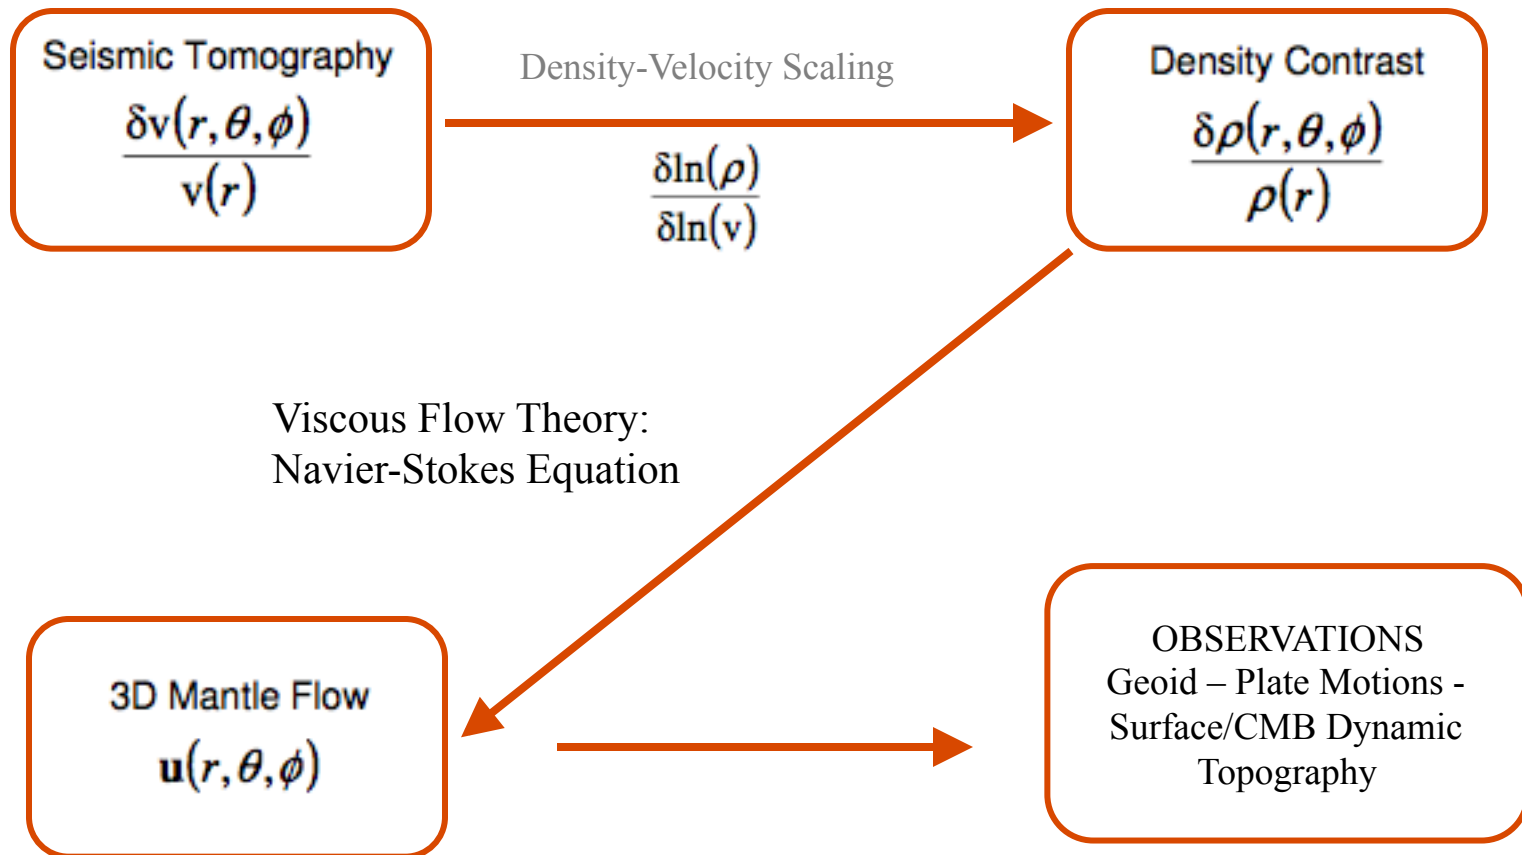 Seismic Tomography
δv(r,θ,ϕ)
v(r)
Density-Velocity Scaling
δln(ρ)
δln(v)
Density Contrast
δρ(r,θ,ϕ)
ρ(r)
Viscous Flow Theory:
Navier-Stokes Equation
3D Mantle Flow
u(r,θ,ϕ)
OBSERVATIONS
Geoid – Plate Motions -
Surface/CMB Dynamic
Topography